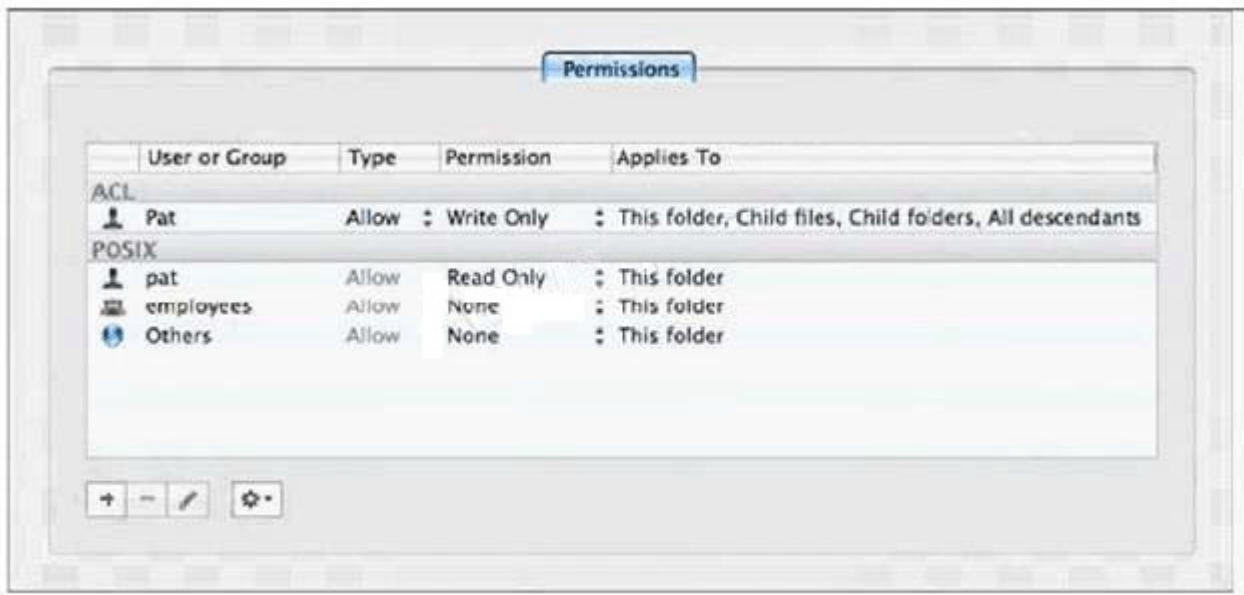 Permissions
User or Group Type Permission Applies To
ACL
Pat Allow Write Only This folder, Child files, Child folders, All descendants
POSIX
pat Allow Read Only This folder
employees Allow None This folder
Others Allow None This folder